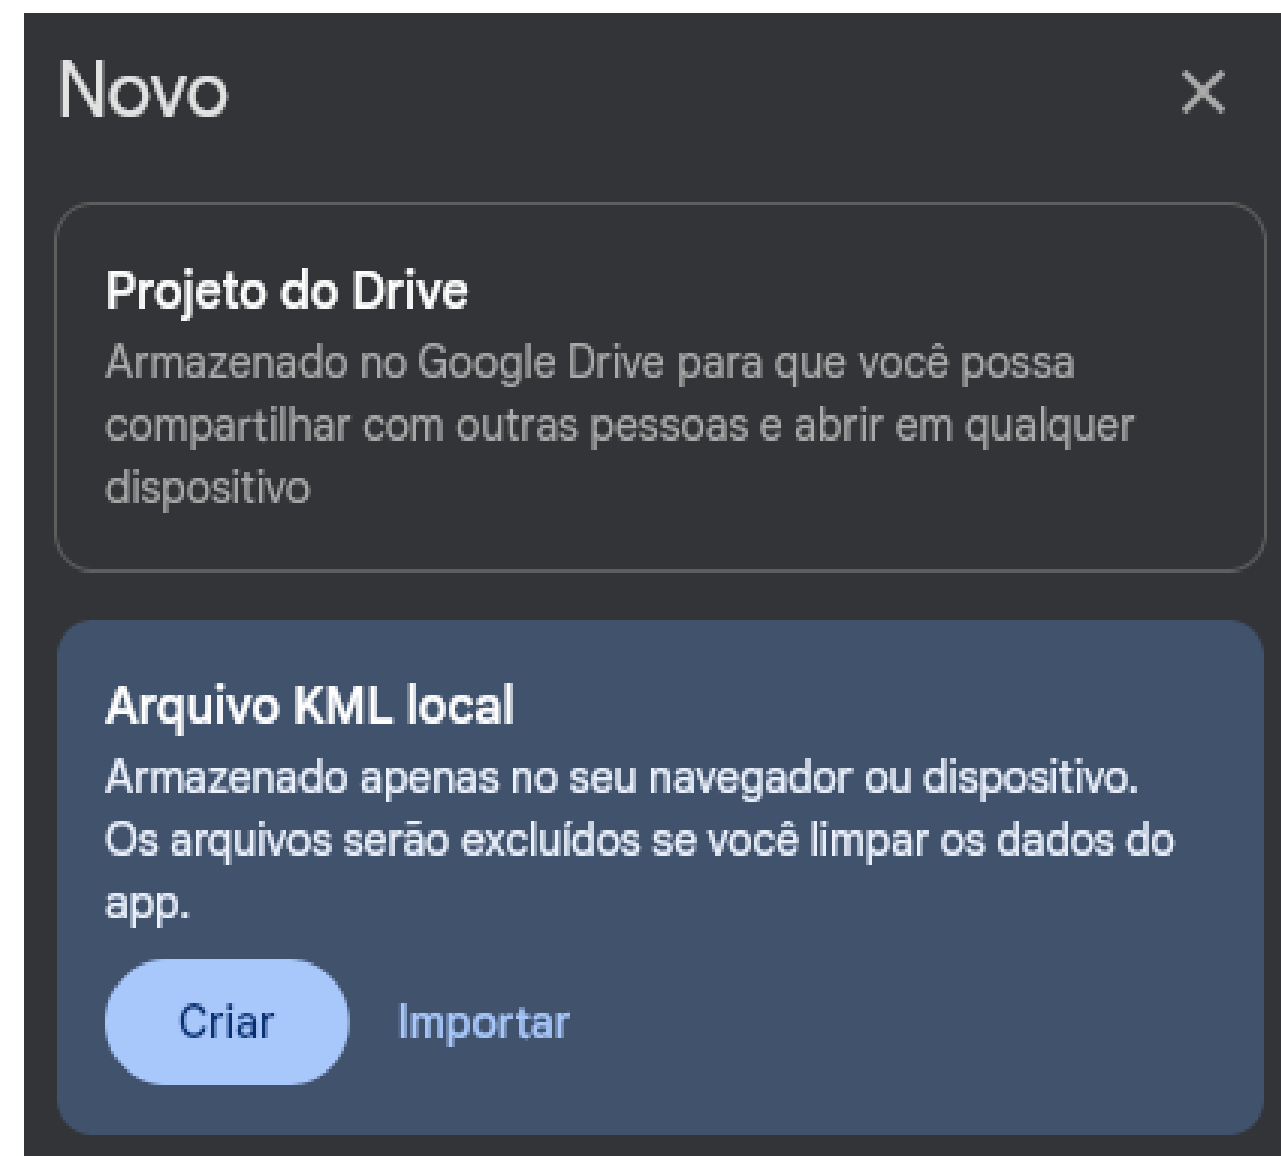 Novo
Projeto do Drive
Armazenado no Google Drive para que você possa
compartilhar com outras pessoas e abrir em qualquer
dispositivo
Arquivo KML local
Armazenado apenas no seu navegador ou dispositivo.
Os arquivos serão excluídos se você limpar os dados do
app.
Criar Importar